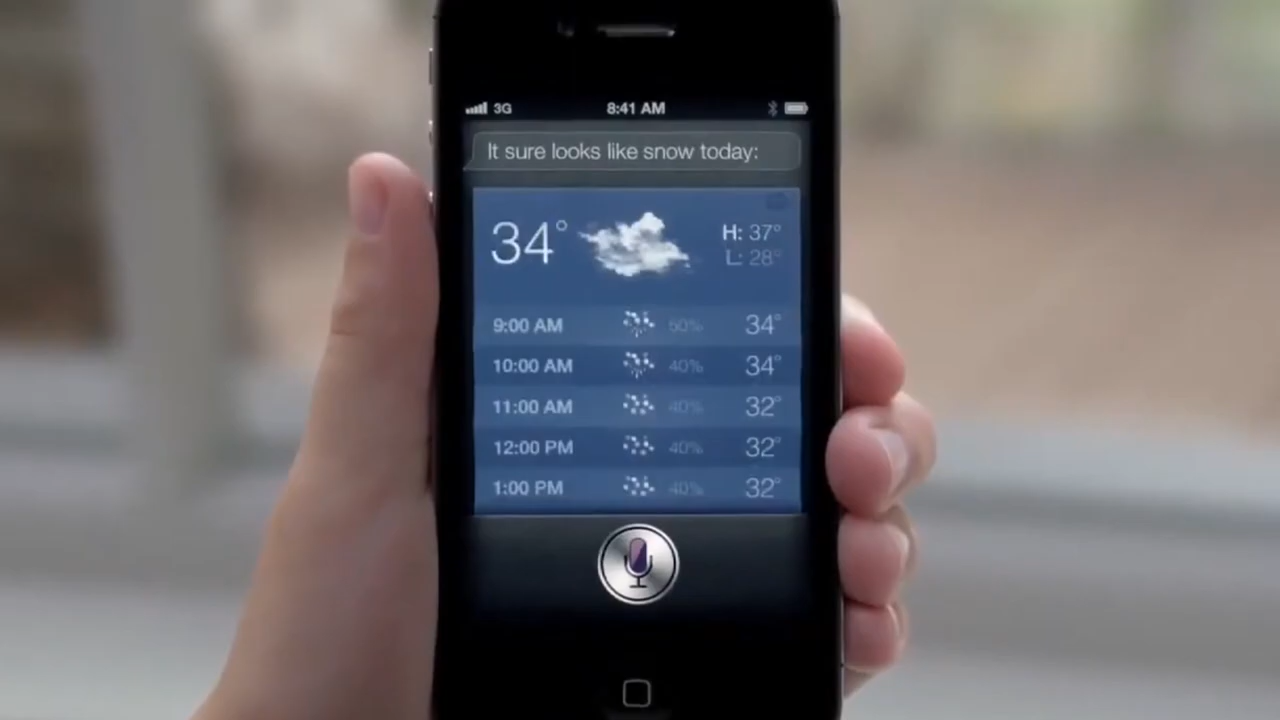 3G 8:41 AM
It sure looks like snow today:
34° H: 37°
L: 28°
9:00 AM 50% 34°
10:00 AM 40% 34°
11:00 AM 40% 32°
12:00 PM 40% 32°
1:00 PM 40% 32°